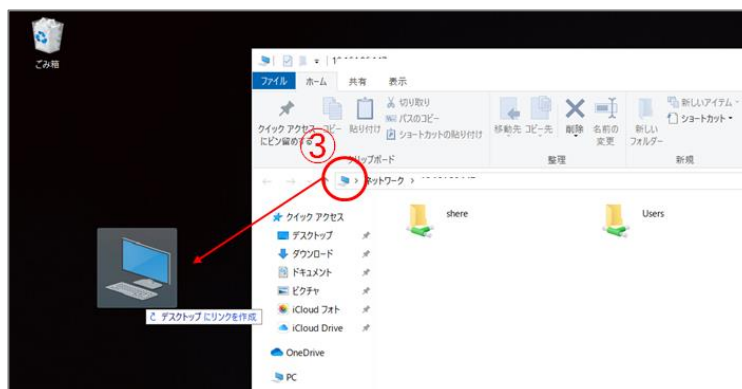 ごみ箱
ファイル ホーム 共有 表示
クイック アクセス
にピン留めする
コピー
貼り付け
切り取り
パスのコピー
ショートカットの貼り付け
クリップボード
移動先
コピー先
削除
名前の
変更
整理
新しい
フォルダー
新しいアイテム
ショートカット
新規
③
ネットワーク
クイック アクセス
デスクトップ
ダウンロード
ドキュメント
ピクチャ
iCloud フォト
iCloud Drive
OneDrive
PC
shere
Users
デスクトップ にリンクを作成